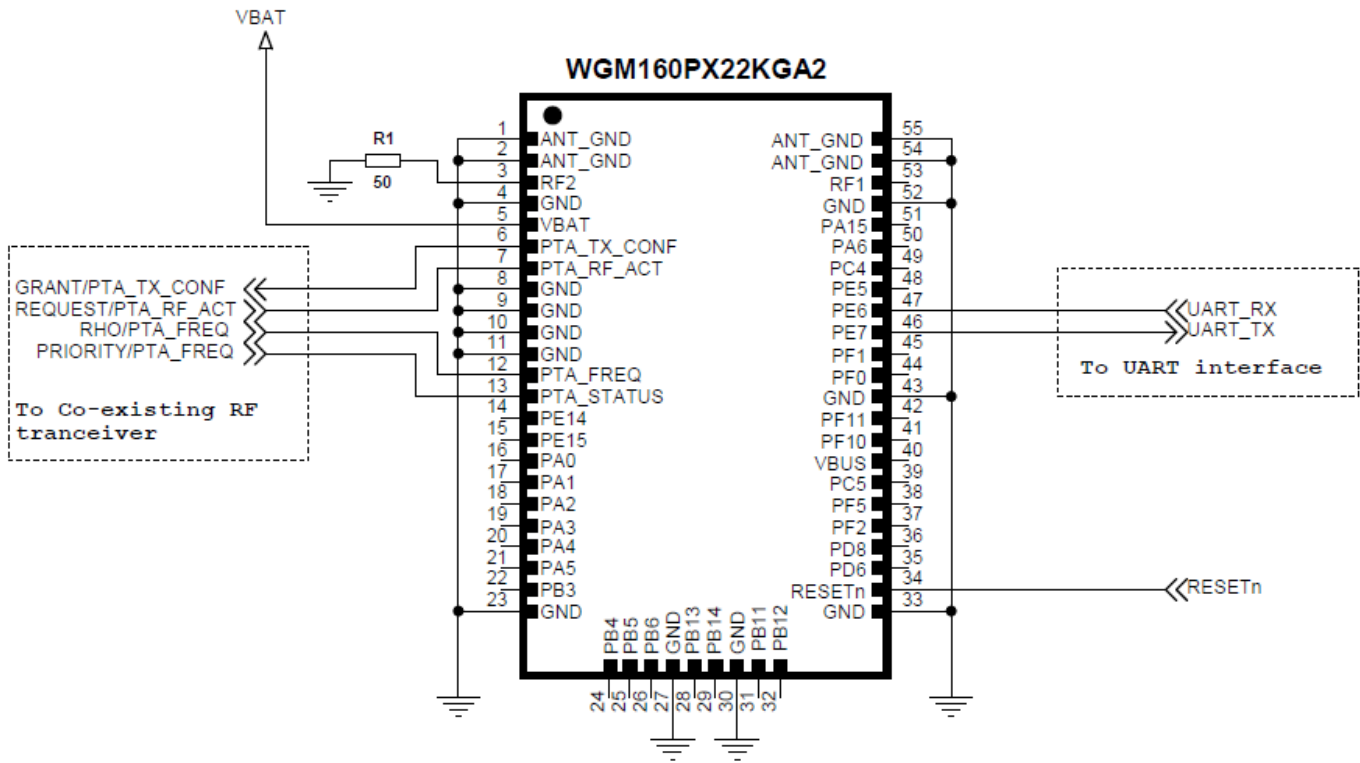 VBAT
WGM160PX22KGA2
R1
50
1 ANT_GND
2 ANT_GND
3 RF2
4 GND
5 VBAT
6 PTA_TX_CONF
7 PTA_RF_ACT
8 GND
9 GND
10 GND
11 GND
12 PTA_FREQ
13 PTA_STATUS
14 PE14
15 PE15
16 PA0
17 PA1
18 PA2
19 PA3
20 PA4
21 PA5
22 PB3
23 GND
GRANT/PTA_TX_CONF
REQUEST/PTA_RF_ACT
RHO/PTA_FREQ
PRIORITY/PTA_FREQ
To Co-existing RF
tranceiver
PB4 24
PB5 25
PB6 26
GND 27
PB13 28
PB14 29
GND 30
PB11 31
PB12 32
ANT_GND 55
ANT_GND 54
RF1 53
GND 52
PA15 51
PA6 50
PC4 49
PE5 48
PE6 47
PE7 46
PF1 45
PF0 44
GND 43
PF11 42
PF10 41
VBUS 40
PC5 39
PF5 38
PF2 37
PD8 36
PD6 35
RESETn 34
GND 33
UART_RX
UART_TX
To UART interface
RESETn